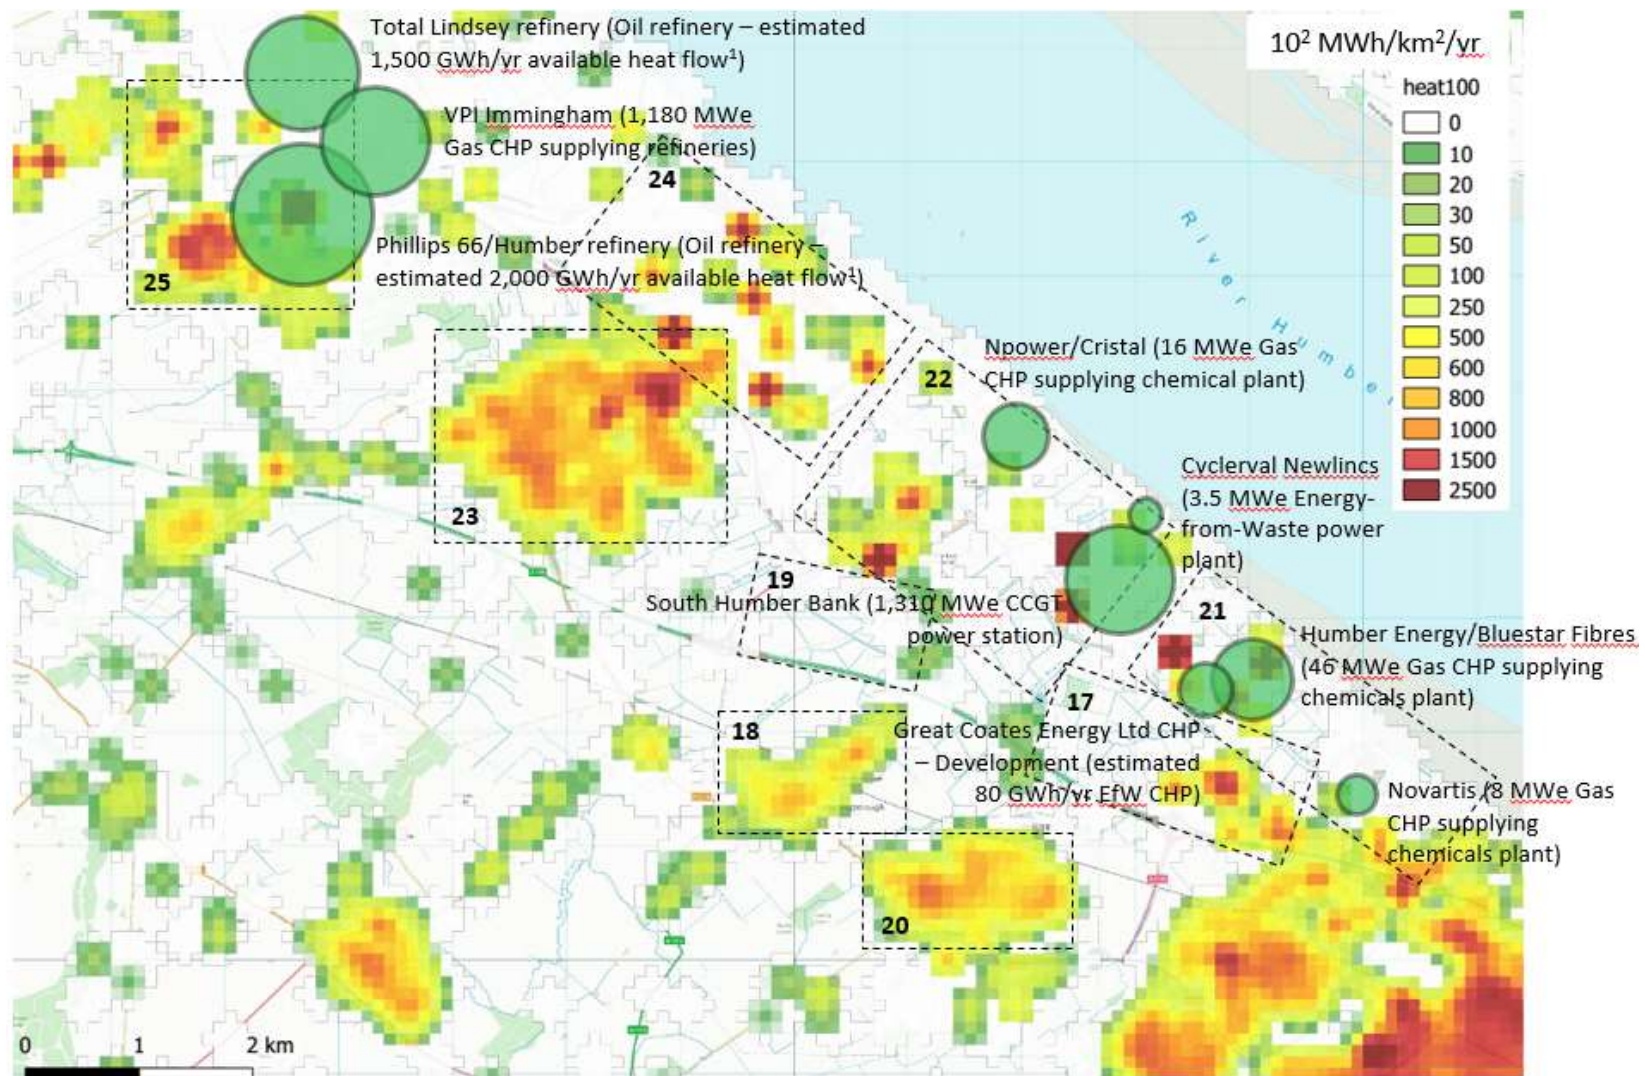 Total Lindsey refinery (Oil refinery – estimated
1,500 GWh/yr available heat flow¹)
VPI Immingham (1,180 MWe
Gas CHP supplying refineries)
24
Phillips 66/Humber refinery (Oil refinery –
estimated 2,000 GWh/yr available heat flow¹)
25
10² MWh/km²/yr
heat100
0
10
20
30
50
100
250
500
600
800
1000
1500
2500
River Humber
Npower/Cristal (16 MWe Gas
CHP supplying chemical plant)
22
Cyclerval Newlincs
(3.5 MWe Energy-
from-Waste power
plant)
23
19
South Humber Bank (1,310 MWe CCGT
power station)
21
Humber Energy/Bluestar Fibres
(46 MWe Gas CHP supplying
chemicals plant)
17
18
Great Coates Energy Ltd CHP
– Development (estimated
80 GWh/yr EfW CHP)
Novartis (8 MWe Gas
CHP supplying
chemicals plant)
20
0 1 2 km